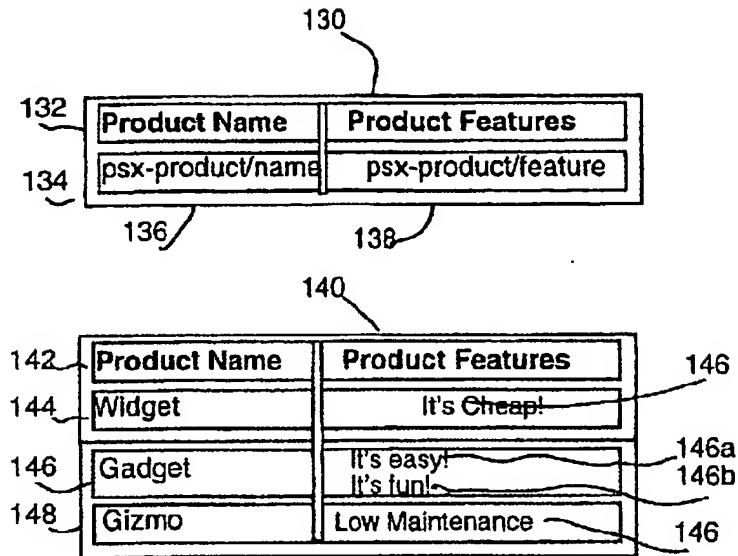 130
132 Product Name Product Features
134 psx-product/name psx-product/feature
136 138
140
142 Product Name Product Features 146
144 Widget It's Cheap!
146 Gadget It's easy! 146a
It's fun! 146b
148 Gizmo Low Maintenance 146